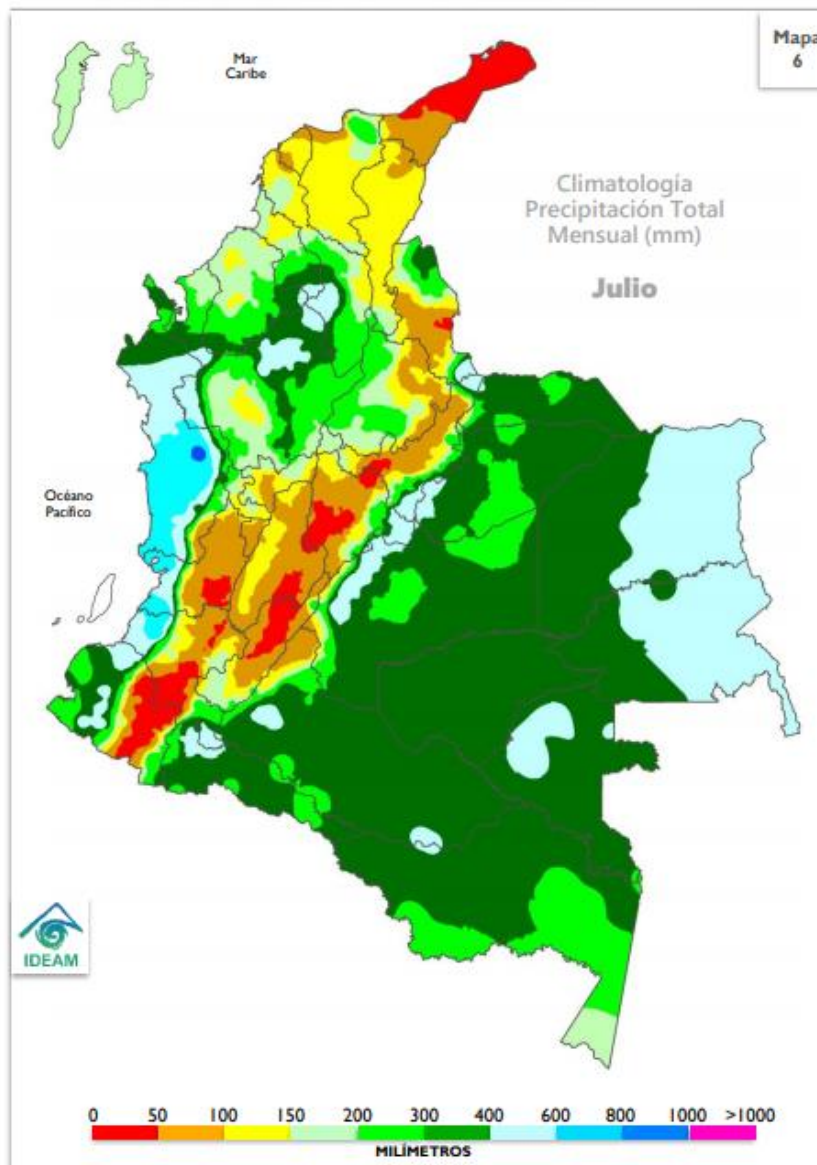 Mapa
6
Mar
Caribe
Climatología
Precipitación Total
Mensual (mm)
Julio
Océano
Pacífico
IDEAM
0 50 100 150 200 300 400 600 800 1000 >1000
MILÍMETROS